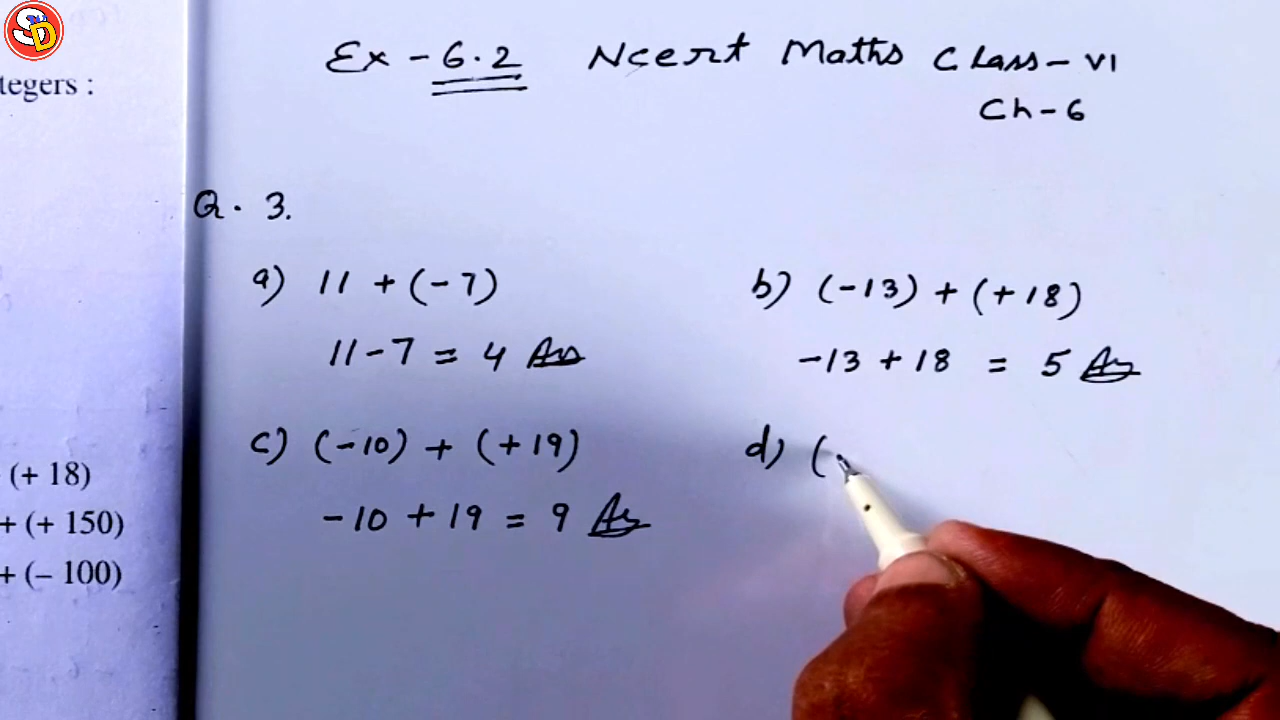 SD
tegers :
(+ 18)
+ (+ 150)
+ (– 100)
Ex - 6.2 Ncert Maths Class - VI
Ch - 6
Q. 3.
a) 11 + (- 7)
11 - 7 = 4 Ans
b) (-13) + (+18)
-13 + 18 = 5 Ans
c) (-10) + (+19)
-10 + 19 = 9 Ans
d) (-